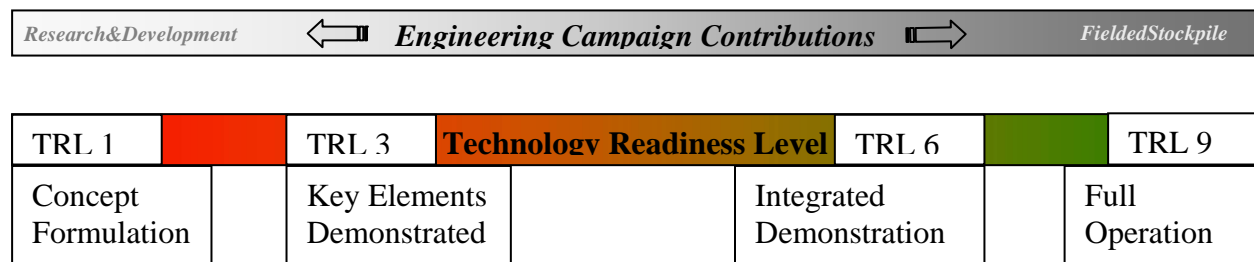 Research&Development Engineering Campaign Contributions FieldedStockpile
TRL 1 TRL 3 Technology Readiness Level TRL 6 TRL 9
Concept Key Elements Integrated Full
Formulation Demonstrated Demonstration Operation